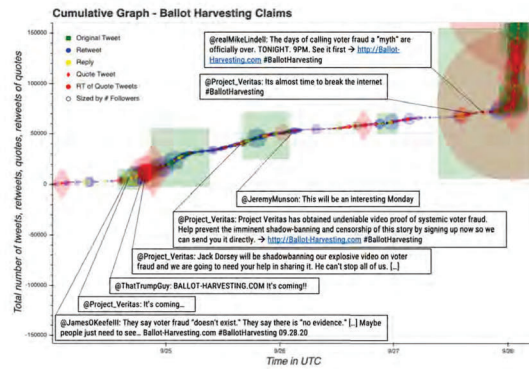 Cumulative Graph - Ballot Harvesting Claims
Original Tweet
Retweet
Reply
Quote Tweet
RT of Quote Tweets
Sized by # Followers
@realMikeLindell: The days of calling voter fraud a "myth" are
officially over. TONIGHT. 9PM. See it first → http://Ballot-
Harvesting.com #BallotHarvesting
@Project_Veritas: Its almost time to break the internet
#BallotHarvesting
@JeremyMunson: This will be an Interesting Monday
@Project_Veritas: Project Veritas has obtained undeniable video proof of systemic voter fraud.
Help prevent the imminent shadow-banning and censorship of this story by signing up now so we
can send you it directly. → http://Ballot-Harvesting.com #BallotHarvesting
@Project_Veritas: Jack Dorsey will be shadowbanning our explosive video on voter
fraud and we are going to need your help in sharing it. He can't stop all of us. [...]
@ThatTrumpGuy: BALLOT-HARVESTING.COM It's coming!!
@Project_Veritas: It's coming...
@JamesOKeefeIII: They say voter fraud "doesn't exist." They say there is "no evidence." [...] Maybe
people just need to see... Ballot-Harvesting.com #BallotHarvesting 09.28.20
Total number of tweets, retweets, quotes, retweets of quotes
150000
100000
50000
0
-50000
-100000
-150000
9/25
9/26
9/27
9/28
Time in UTC